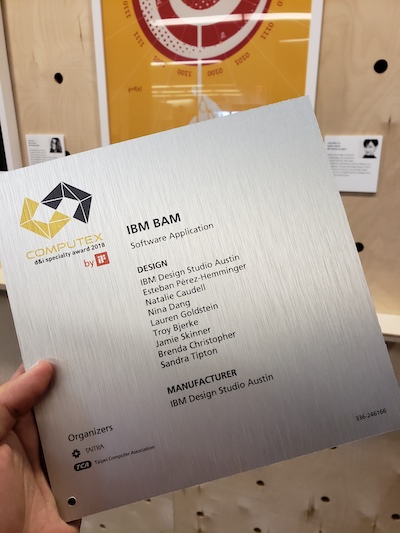 COMPUTEX
d&i specialty award 2018
by iF
IBM BAM
Software Application
DESIGN
IBM Design Studio Austin
Esteban Pérez-Hemminger
Natalie Caudell
Nina Dang
Lauren Goldstein
Troy Bjerke
Jamie Skinner
Brenda Christopher
Sandra Tipton
MANUFACTURER
IBM Design Studio Austin
Organizers
TAITRA
TCA Taipei Computer Association
336-246166